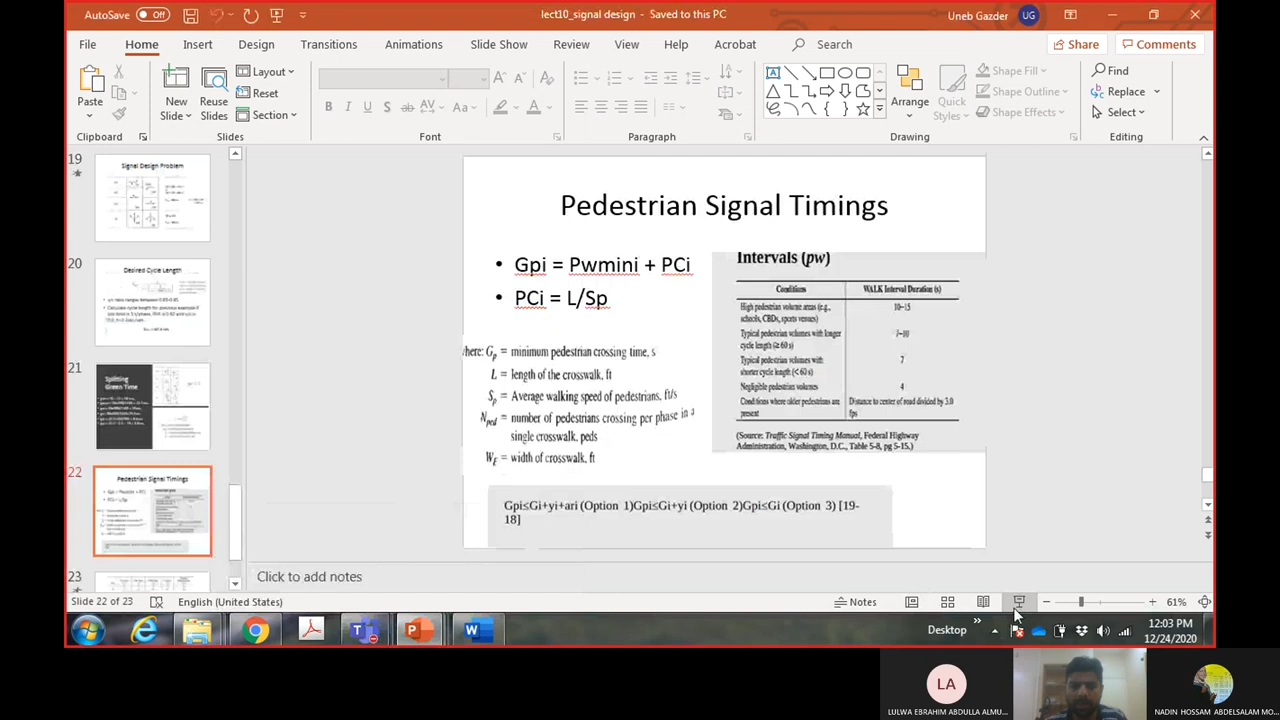 AutoSave Off
lect10_signal design - Saved to this PC
Uneb Gazder UG
File Home Insert Design Transitions Animations Slide Show Review View Help Acrobat Search
Share Comments
Paste
New Slide
Reuse Slides
Layout
Reset
Section
B I U S ab AV Aa A
Arrange
Quick Styles
Shape Fill
Shape Outline
Shape Effects
Find
Replace
Select
Clipboard Slides Font Paragraph Drawing Editing
19
Signal Design Problem
20
Desired Cycle Length
21
Splitting
Green Time
22
Pedestrian Signal Timings
23
Pedestrian Signal Timings
• Gpi = Pwmini + PCi
• PCi = L/Sp
here: Gp = minimum pedestrian crossing time, s
L = length of the crosswalk, ft
Sp = Average walking speed of pedestrians, ft/s
Nped = number of pedestrians crossing per phase in a
single crosswalk, peds
WE = width of crosswalk, ft
Intervals (pw)
Conditions WALK Interval Duration (s)
High pedestrian volume areas (e.g., 10–15
schools, CBDs, sports venues)
Typical pedestrian volumes with longer 7–10
cycle length (≥ 60 s)
Typical pedestrian volumes with 7
shorter cycle length (< 60 s)
Negligible pedestrian volumes 4
Conditions where older pedestrians are Distance to center of road divided by 3.0
present fps
(Source: Traffic Signal Timing Manual, Federal Highway
Administration, Washington, D.C., Table 5-8, pg 5-15.)
Gpi≤Gi+yi+ari (Option 1)Gpi≤Gi+yi (Option 2)Gpi≤Gi (Option 3) [19-
18]
Click to add notes
Slide 22 of 23 English (United States) Notes 61%
Desktop
12:03 PM
12/24/2020
LA
LULWA EBRAHIM ABDULLA ALMU...
NADIN HOSSAM ABDELSALAM MO...